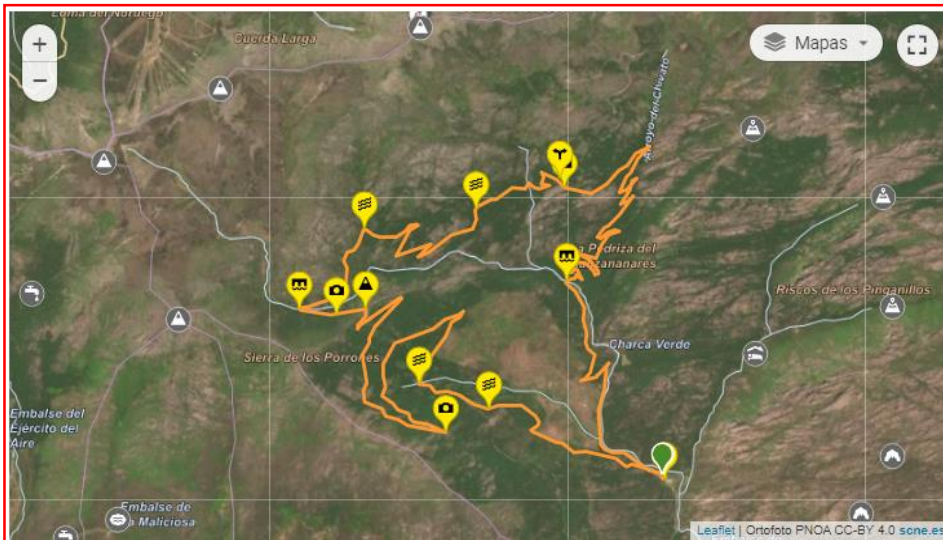 Loma del Noruego
Cuerda Larga
+
−
Mapas
Arroyo del Chivato
La Pedriza del
Manzanares
Riscos de los Pinganillos
Charca Verde
Sierra de los Porrones
Embalse del
Ejército del
Aire
Embalse de
la Maliciosa
Leaflet | Ortofoto PNOA CC-BY 4.0 scne.es